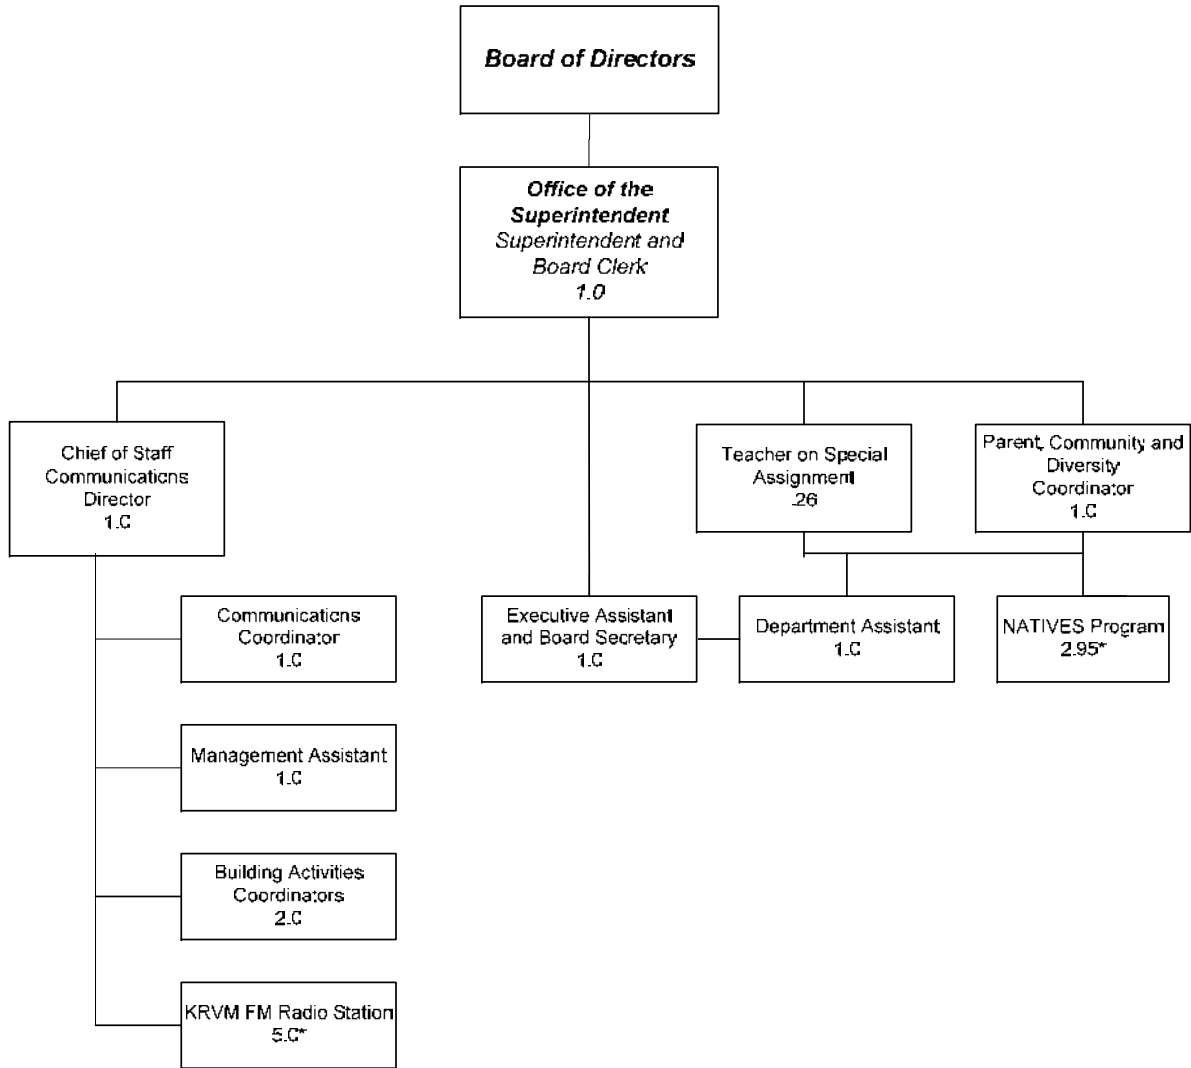 Board of Directors
Office of the
Superintendent
Superintendent and
Board Clerk
1.0
Chief of Staff
Communications
Director
1.0
Teacher on Special
Assignment
.26
Parent, Community and
Diversity
Coordinator
1.0
Communications
Coordinator
1.0
Executive Assistant
and Board Secretary
1.0
Department Assistant
1.0
NATIVES Program
2.95*
Management Assistant
1.0
Building Activities
Coordinators
2.0
KRVM FM Radio Station
5.0*